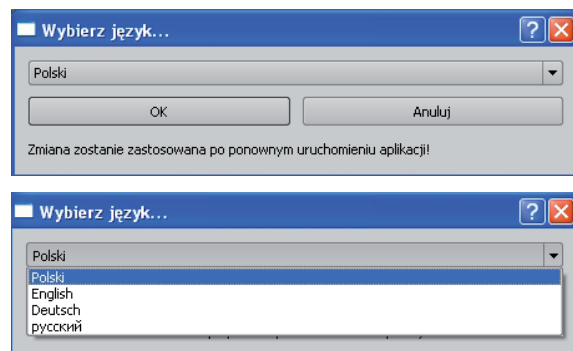 Wybierz język...
Polski
OK
Anuluj
Zmiana zostanie zastosowana po ponownym uruchomieniu aplikacji!
Wybierz język...
Polski
Polski
English
Deutsch
русский